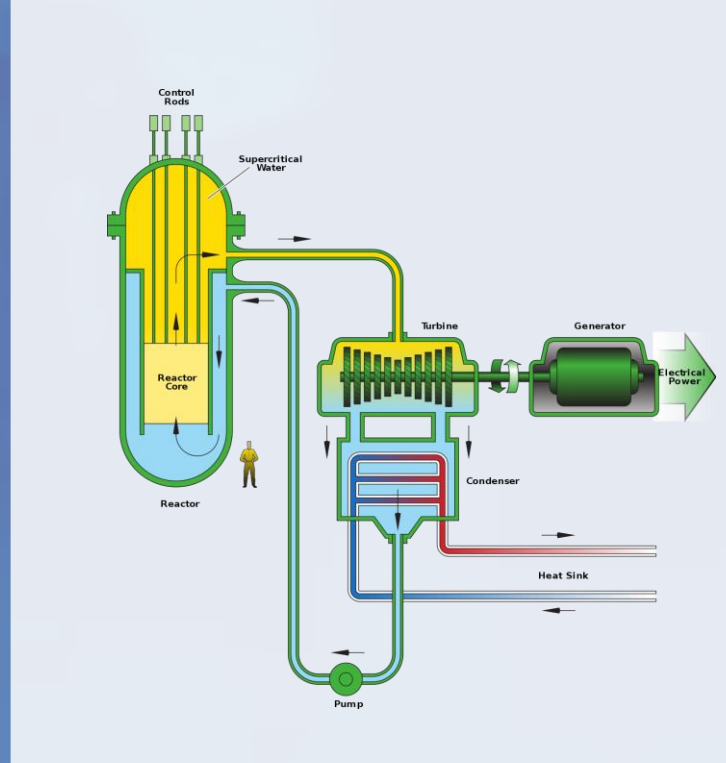 Control
Rods
Supercritical
Water
Turbine
Generator
Electrical
Power
Reactor
Core
Condenser
Reactor
Heat Sink
Pump